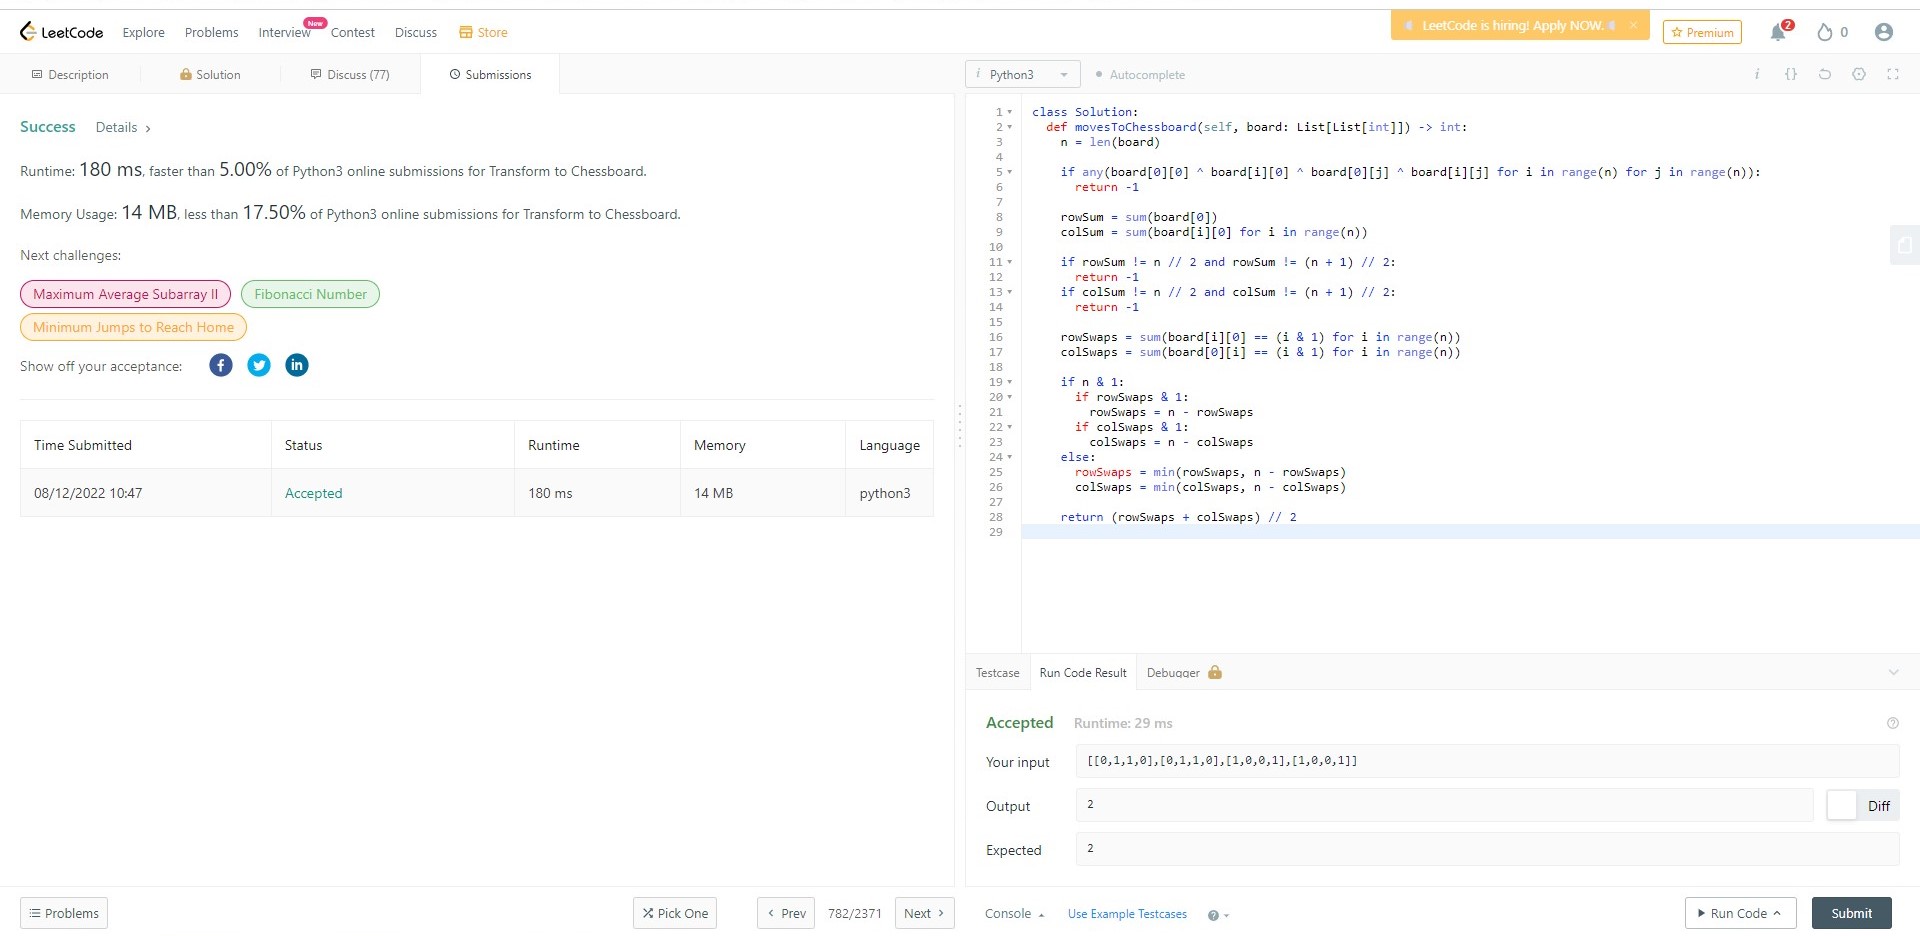 LeetCode Explore Problems Interview New Contest Discuss Store LeetCode is hiring! Apply NOW. × Premium 2 0
Description Solution Discuss (77) Submissions
Success Details ›
Runtime: 180 ms, faster than 5.00% of Python3 online submissions for Transform to Chessboard.
Memory Usage: 14 MB, less than 17.50% of Python3 online submissions for Transform to Chessboard.
Next challenges:
Maximum Average Subarray II Fibonacci Number
Minimum Jumps to Reach Home
Show off your acceptance: f in
Time Submitted Status Runtime Memory Language
08/12/2022 10:47 Accepted 180 ms 14 MB python3
Problems Pick One ‹ Prev 782/2371 Next ›
i Python3 Autocomplete i {}
1 class Solution:
2 def movesToChessboard(self, board: List[List[int]]) -> int:
3 n = len(board)
4
5 if any(board[0][0] ^ board[i][0] ^ board[0][j] ^ board[i][j] for i in range(n) for j in range(n)):
6 return -1
7
8 rowSum = sum(board[0])
9 colSum = sum(board[i][0] for i in range(n))
10
11 if rowSum != n // 2 and rowSum != (n + 1) // 2:
12 return -1
13 if colSum != n // 2 and colSum != (n + 1) // 2:
14 return -1
15
16 rowSwaps = sum(board[i][0] == (i & 1) for i in range(n))
17 colSwaps = sum(board[0][i] == (i & 1) for i in range(n))
18
19 if n & 1:
20 if rowSwaps & 1:
21 rowSwaps = n - rowSwaps
22 if colSwaps & 1:
23 colSwaps = n - colSwaps
24 else:
25 rowSwaps = min(rowSwaps, n - rowSwaps)
26 colSwaps = min(colSwaps, n - colSwaps)
27
28 return (rowSwaps + colSwaps) // 2
29
Testcase Run Code Result Debugger
Accepted Runtime: 29 ms ?
Your input [[0,1,1,0],[0,1,1,0],[1,0,0,1],[1,0,0,1]]
Output 2 Diff
Expected 2
Console Use Example Testcases ? Run Code Submit